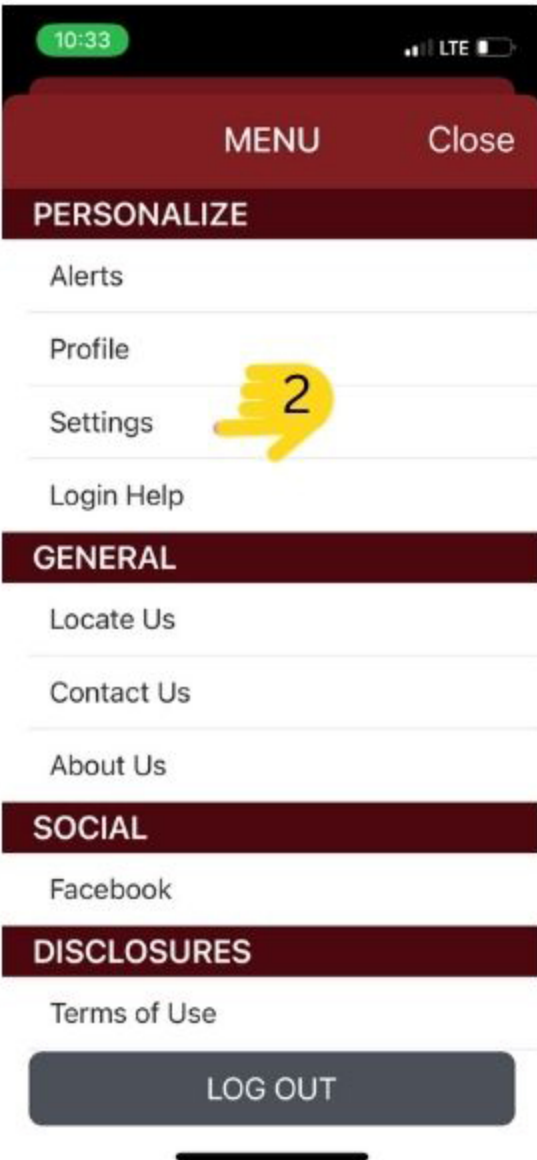 10:33 LTE
MENU Close
PERSONALIZE
Alerts
Profile
2
Settings
Login Help
GENERAL
Locate Us
Contact Us
About Us
SOCIAL
Facebook
DISCLOSURES
Terms of Use
LOG OUT